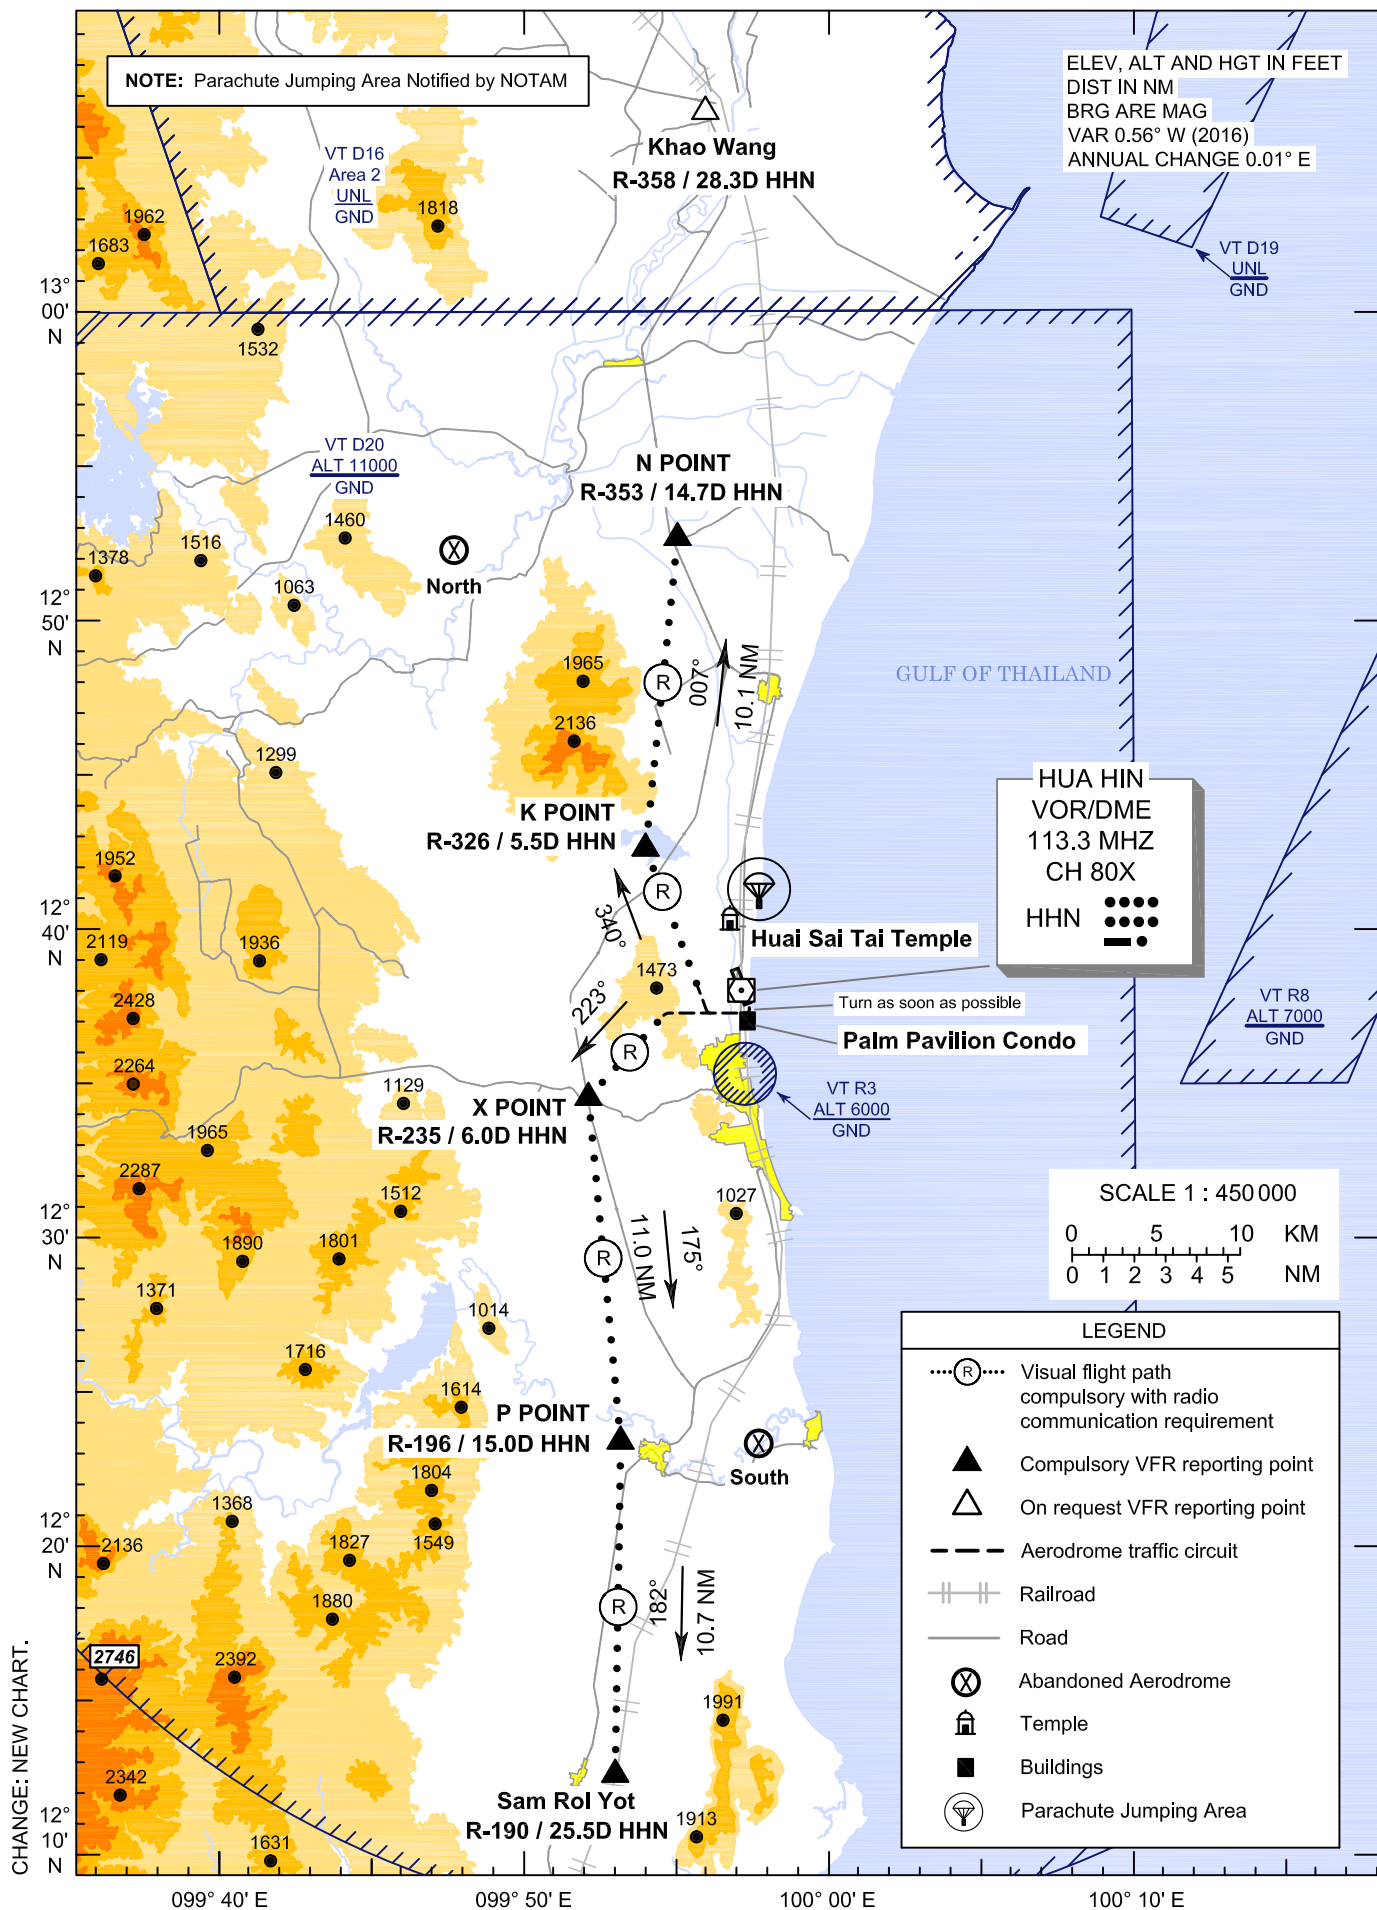 NOTE: Parachute Jumping Area Notified by NOTAM
ELEV, ALT AND HGT IN FEET
DIST IN NM
BRG ARE MAG
VAR 0.56° W (2016)
ANNUAL CHANGE 0.01° E
Khao Wang
R-358 / 28.3D HHN
VT D16
Area 2
UNL
GND
1818
1962
1683
VT D19
UNL
GND
13°
00'
N
1532
VT D20
ALT 11000
GND
N POINT
R-353 / 14.7D HHN
1460
1516
1378
1063
North
12°
50'
N
1965
R
007°
10.1 NM
GULF OF THAILAND
2136
1299
HUA HIN
VOR/DME
113.3 MHZ
CH 80X
HHN
K POINT
R-326 / 5.5D HHN
1952
R
12°
40'
N
340°
2119
1936
Huai Sai Tai Temple
1473
223°
Turn as soon as possible
2428
VT R8
ALT 7000
GND
Palm Pavilion Condo
R
2264
1129
X POINT
R-235 / 6.0D HHN
VT R3
ALT 6000
GND
1965
2287
1512
1027
SCALE 1 : 450 000
0 5 10 KM
0 1 2 3 4 5 NM
12°
30'
N
1890
1801
R
11.0 NM
175°
1371
1014
1716
1614
P POINT
R-196 / 15.0D HHN
South
1804
1549
1368
12°
20'
N
2136
1827
1880
R
182°
10.7 NM
2746
2392
1991
2342
Sam Roi Yot
R-190 / 25.5D HHN
1913
1631
12°
10'
N
LEGEND
R
Visual flight path
compulsory with radio
communication requirement
Compulsory VFR reporting point
On request VFR reporting point
Aerodrome traffic circuit
Railroad
Road
Abandoned Aerodrome
Temple
Buildings
Parachute Jumping Area
099° 40' E
099° 50' E
100° 00' E
100° 10' E
CHANGE: NEW CHART.